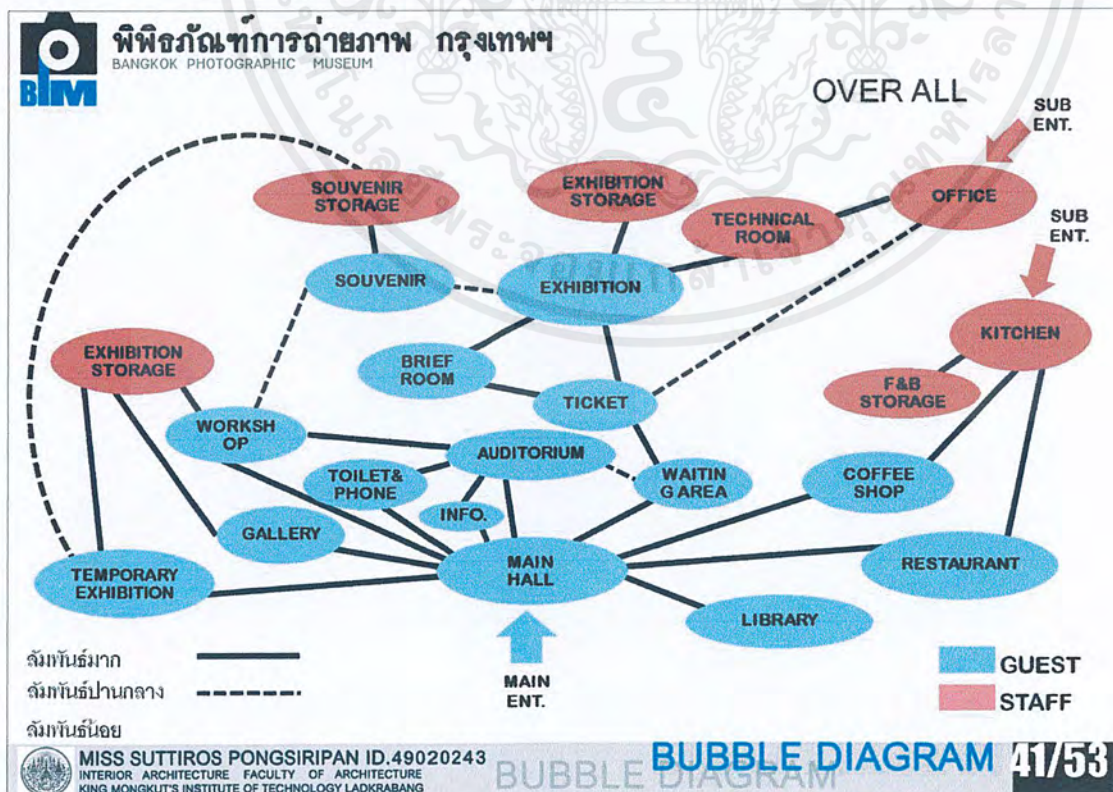 พิพิธภัณฑ์การถ่ายภาพ กรุงเทพฯ
BANGKOK PHOTOGRAPHIC MUSEUM
BPM
OVER ALL
SUB
ENT.
SUB
ENT.
SOUVENIR
STORAGE
EXHIBITION
STORAGE
TECHNICAL
ROOM
OFFICE
SOUVENIR
EXHIBITION
KITCHEN
EXHIBITION
STORAGE
BRIEF
ROOM
TICKET
F&B
STORAGE
WORKSH
OP
AUDITORIUM
TOILET&
PHONE
WAITIN
G AREA
COFFEE
SHOP
INFO.
GALLERY
MAIN
HALL
RESTAURANT
TEMPORARY
EXHIBITION
LIBRARY
MAIN
ENT.
สัมพันธ์มาก
สัมพันธ์ปานกลาง
สัมพันธ์น้อย
GUEST
STAFF
MISS SUTTIROS PONGSIRIPAN ID.49020243
INTERIOR ARCHITECTURE FACULTY OF ARCHITECTURE
KING MONGKUT'S INSTITUTE OF TECHNOLOGY LADKRABANG
BUBBLE DIAGRAM
BUBBLE DIAGRAM
41/53